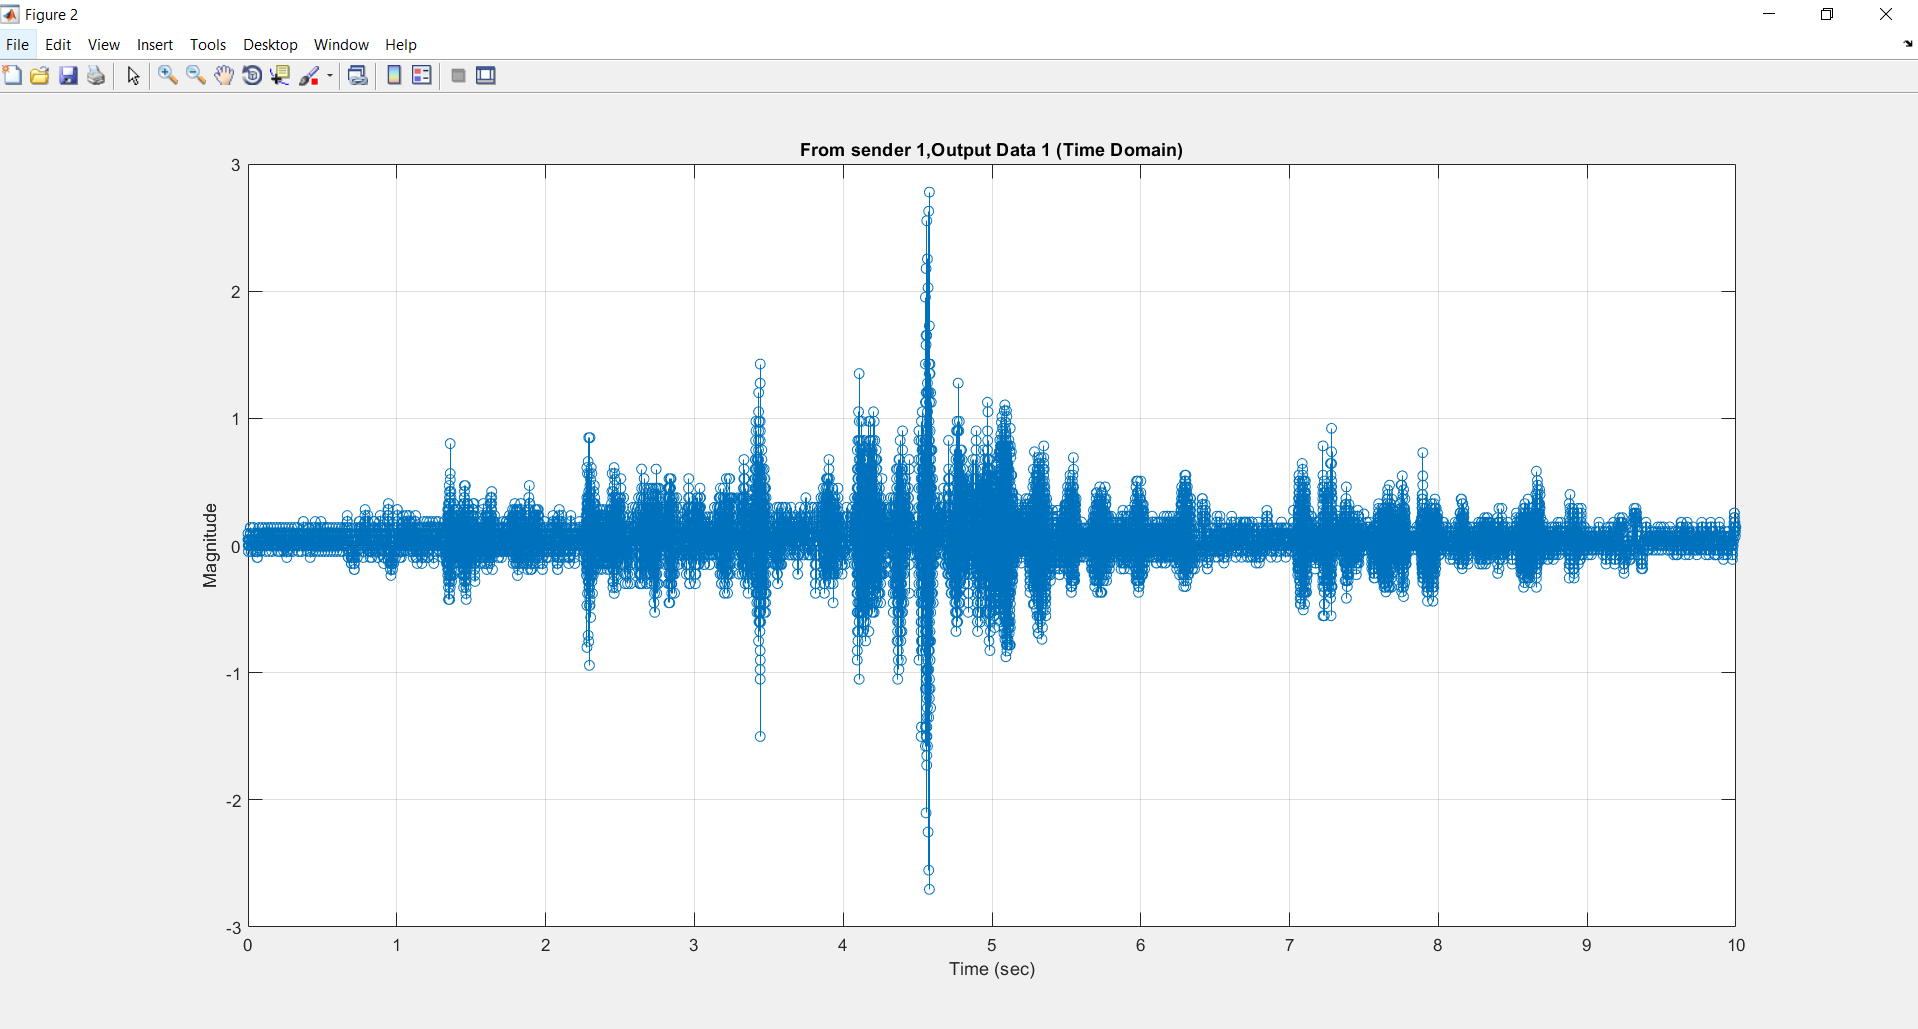 Figure 2
File Edit View Insert Tools Desktop Window Help
From sender 1,Output Data 1 (Time Domain)
3
2
1
0
-1
-2
-3
Magnitude
0 1 2 3 4 5 6 7 8 9 10
Time (sec)